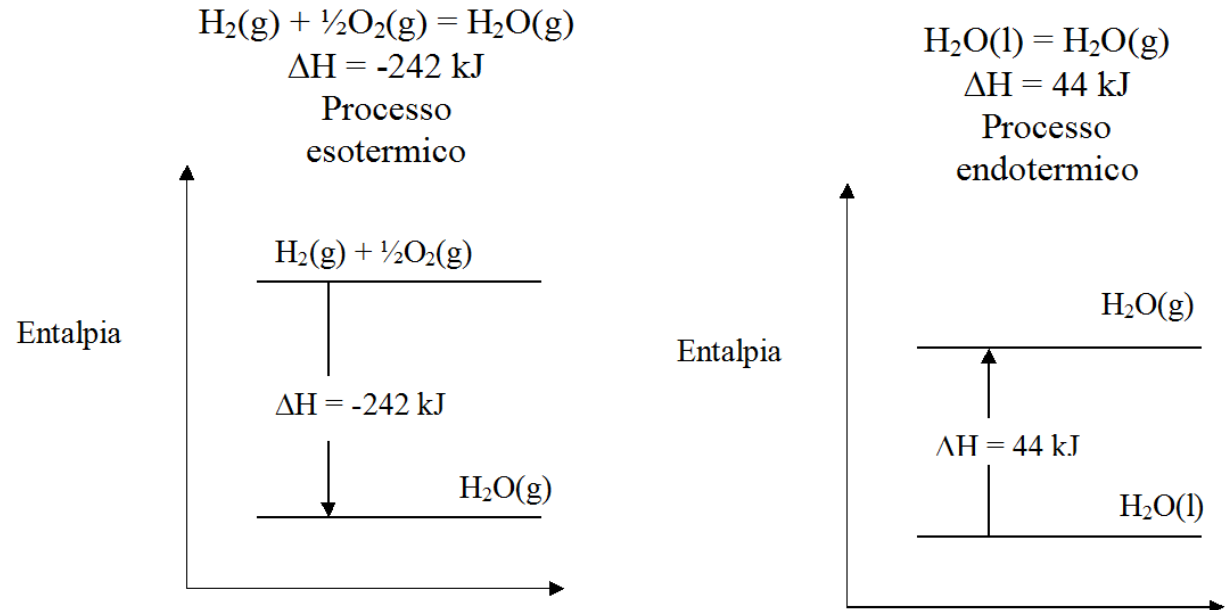 H₂(g) + ½O₂(g) = H₂O(g)
ΔH = -242 kJ
Processo
esotermico
H₂(g) + ½O₂(g)
Entalpia
ΔH = -242 kJ
H₂O(g)
H₂O(l) = H₂O(g)
ΔH = 44 kJ
Processo
endotermico
H₂O(g)
Entalpia
ΔH = 44 kJ
H₂O(l)